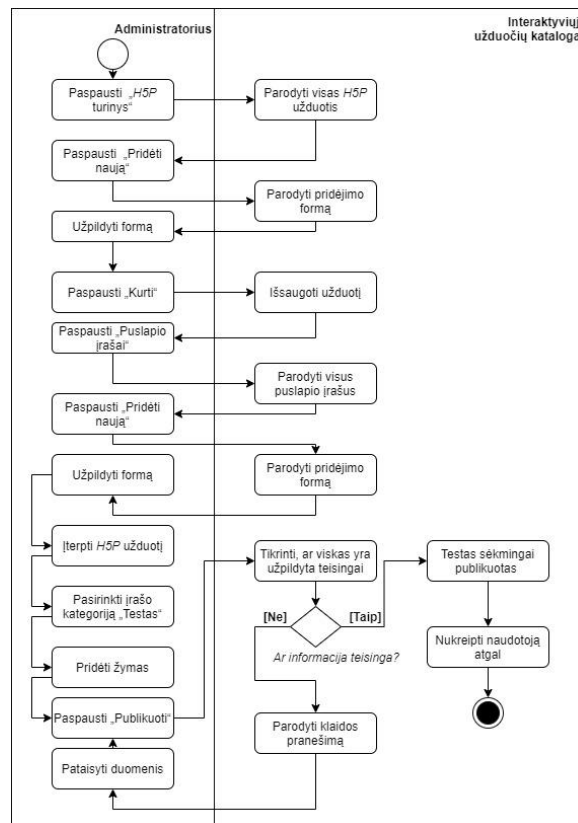 Administratorius
Interaktyviųj
užduočių kataloga
Paspausti „H5P
turinys“
Parodyti visas H5P
užduotis
Paspausti „Pridėti
naują“
Parodyti pridėjimo
formą
Užpildyti formą
Paspausti „Kurti“
Išsaugoti užduotį
Paspausti „Puslapio
įrašai“
Parodyti visus
puslapio įrašus
Paspausti „Pridėti
naują“
Parodyti pridėjimo
formą
Užpildyti formą
Įterpti H5P užduotį
Tikrinti, ar viskas yra
užpildyta teisingai
Testas sėkmingai
publikuotas
Pasirinkti įrašo
kategoriją „Testas“
[Ne]
[Taip]
Ar informacija teisinga?
Nukreipti naudotoją
atgal
Pridėti žymas
Paspausti „Publikuoti“
Parodyti klaidos
pranešimą
Pataisyti duomenis